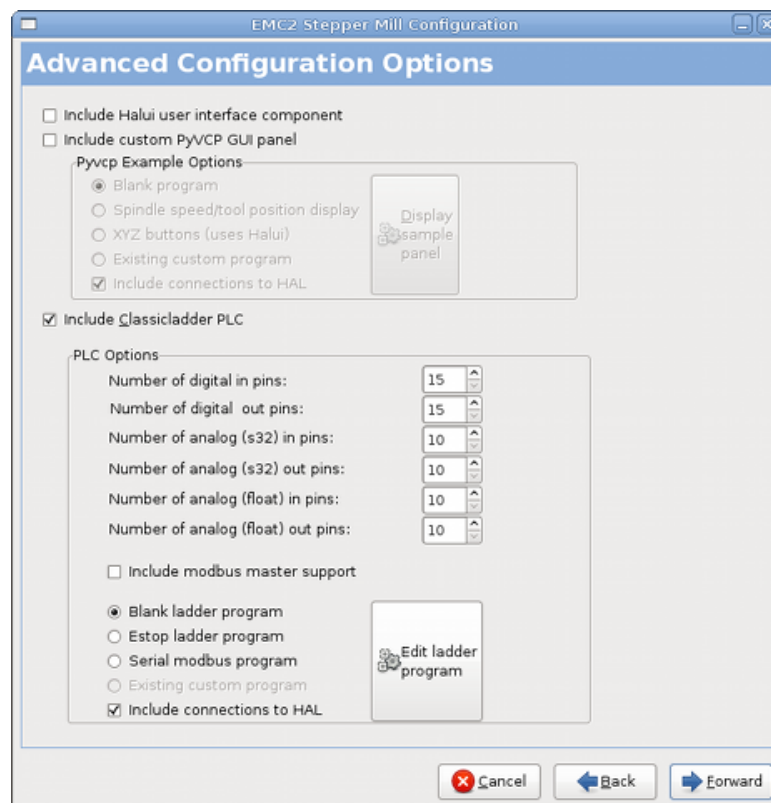 EMC2 Stepper Mill Configuration
Advanced Configuration Options
Include Halui user interface component
Include custom PyVCP GUI panel
Pyvcp Example Options
Blank program
Spindle speed/tool position display
XYZ buttons (uses Halui)
Existing custom program
Include connections to HAL
Display
sample
panel
Include Classicladder PLC
PLC Options
Number of digital in pins: 15
Number of digital out pins: 15
Number of analog (s32) in pins: 10
Number of analog (s32) out pins: 10
Number of analog (float) in pins: 10
Number of analog (float) out pins: 10
Include modbus master support
Blank ladder program
Estop ladder program
Serial modbus program
Existing custom program
Include connections to HAL
Edit ladder
program
Cancel Back Forward